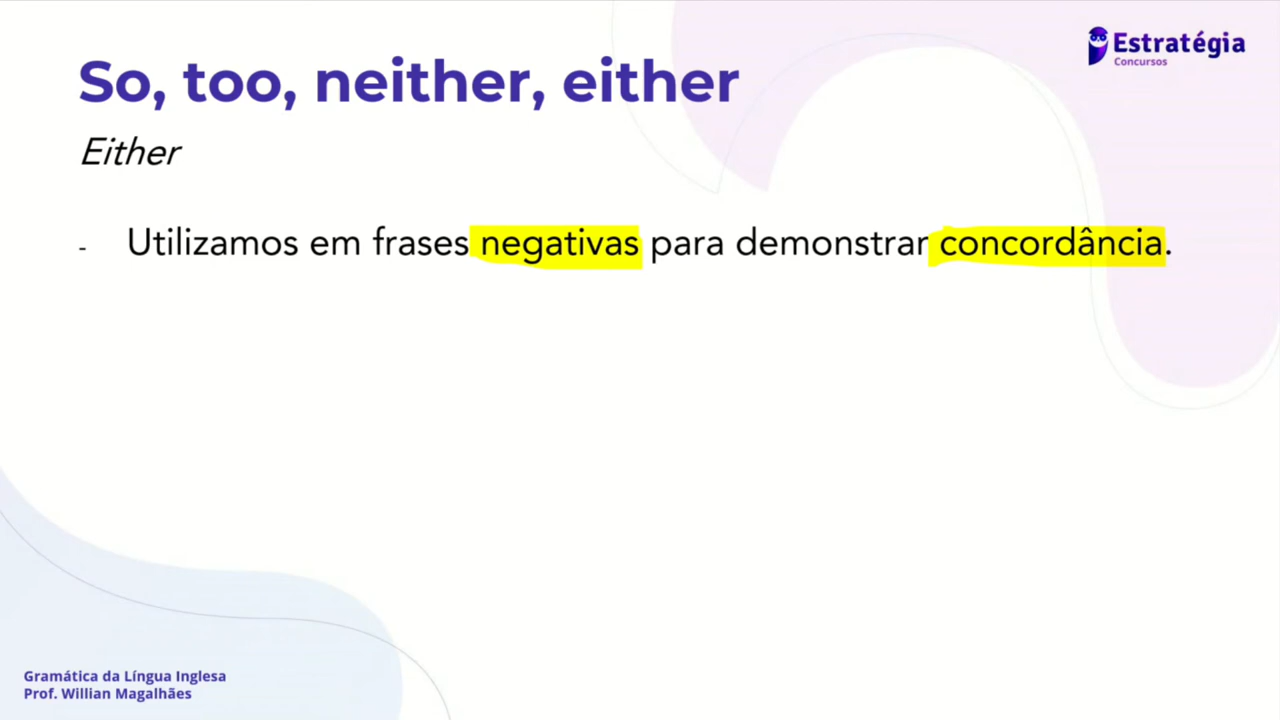 Estratégia
Concursos
So, too, neither, either
Either
- Utilizamos em frases negativas para demonstrar concordância.
Gramática da Língua Inglesa
Prof. Willian Magalhães